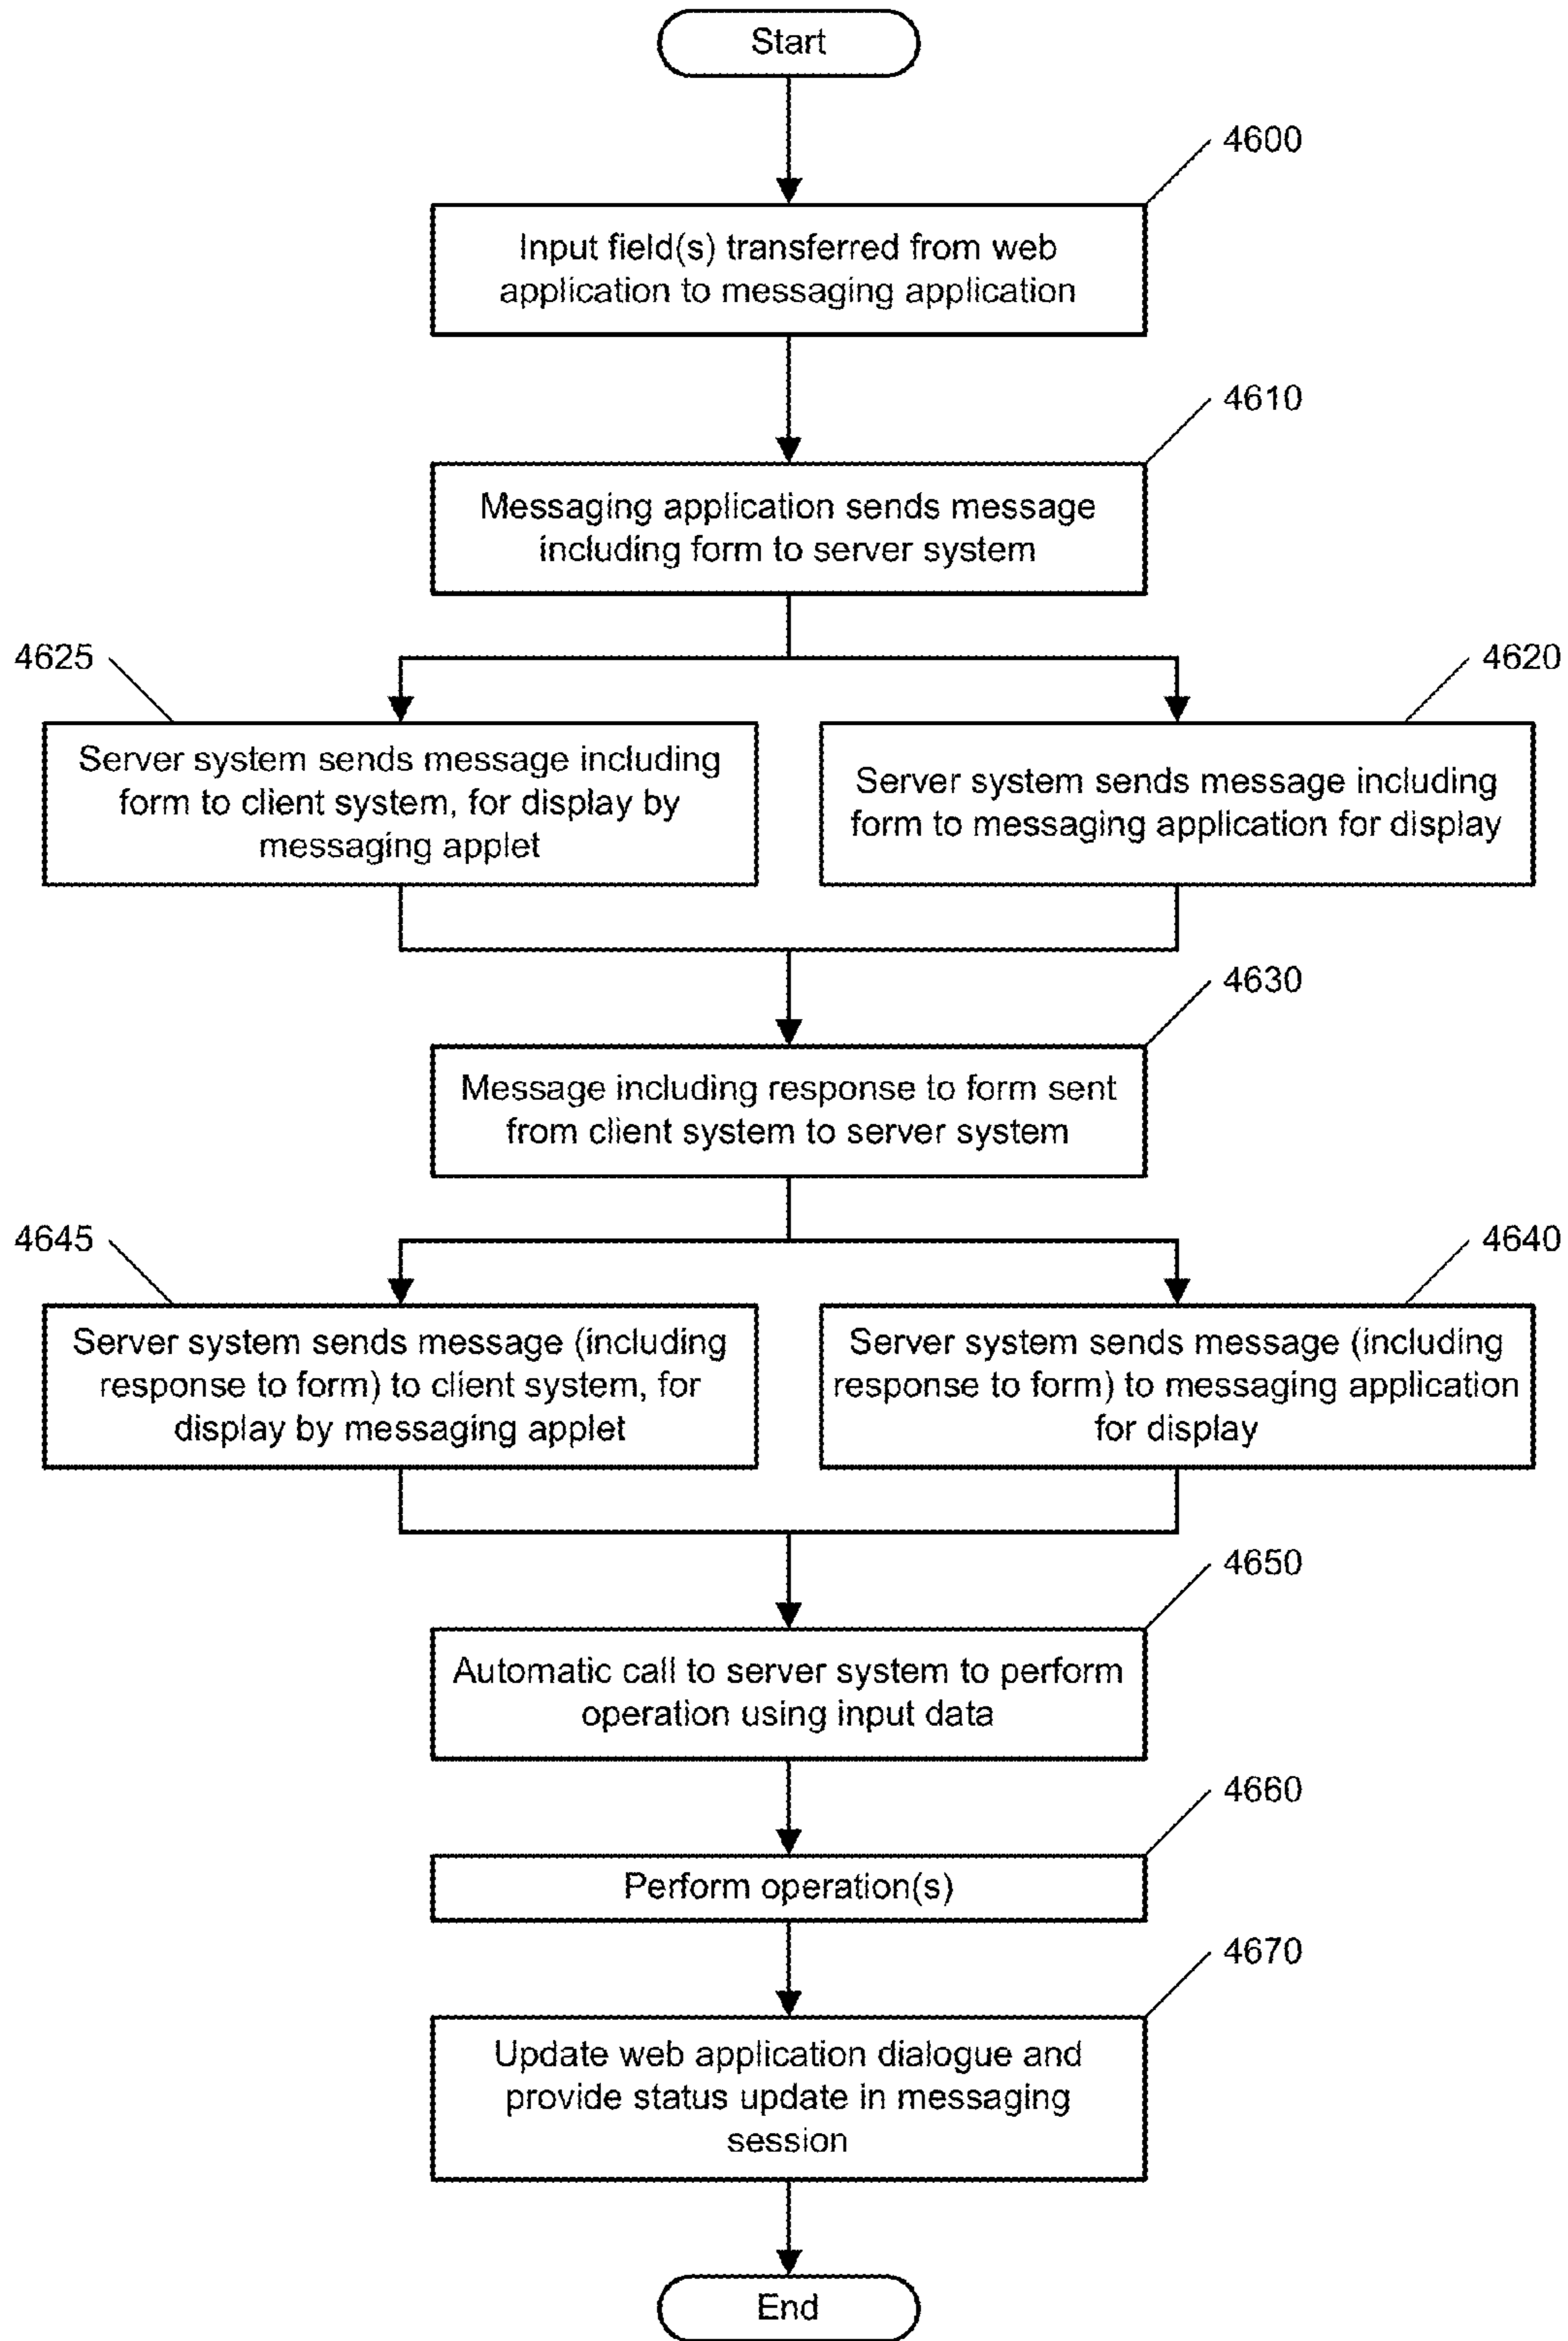 Start
4600
Input field(s) transferred from web
application to messaging application
4610
Messaging application sends message
including form to server system
4625
4620
Server system sends message including
form to client system, for display by
messaging applet
Server system sends message including
form to messaging application for display
4630
Message including response to form sent
from client system to server system
4645
4640
Server system sends message (including
response to form) to client system, for
display by messaging applet
Server system sends message (including
response to form) to messaging application
for display
4650
Automatic call to server system to perform
operation using input data
4660
Perform operation(s)
4670
Update web application dialogue and
provide status update in messaging
session
End